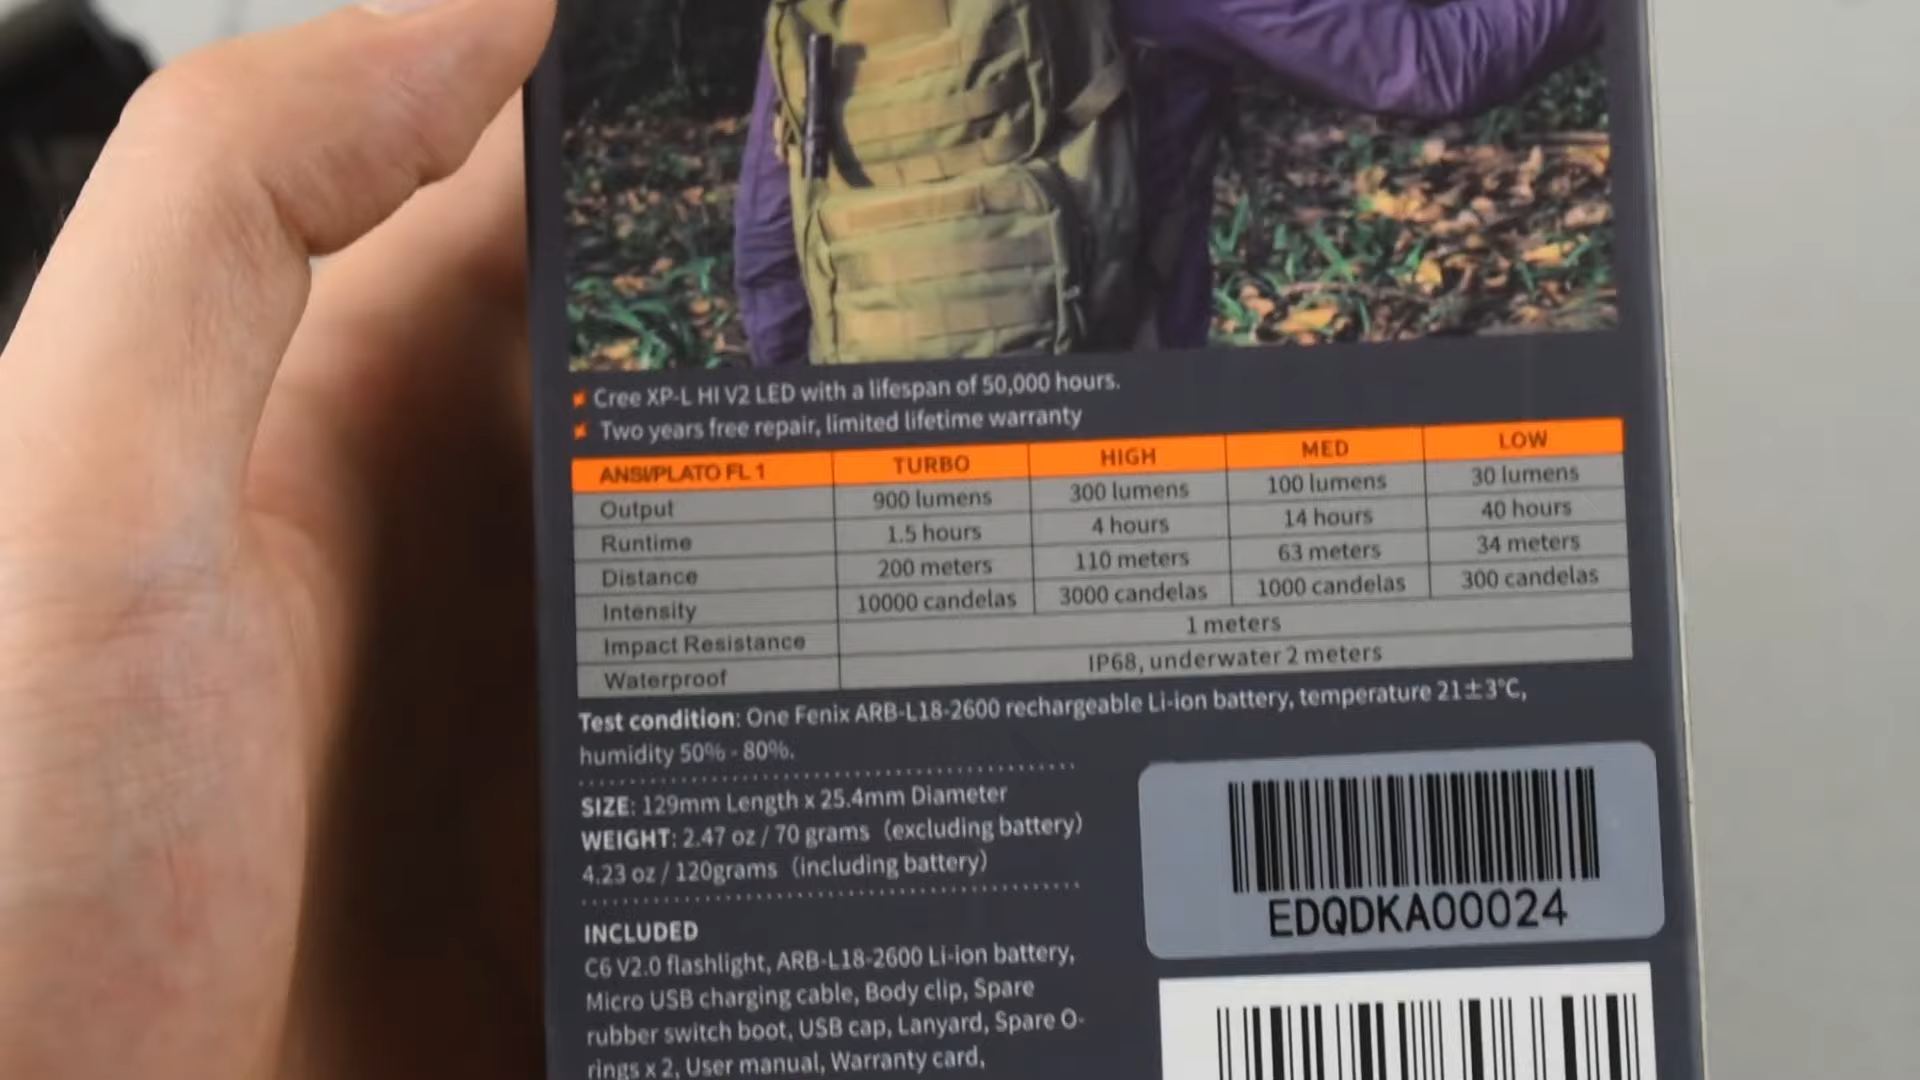 Cree XP-L HI V2 LED with a lifespan of 50,000 hours.
Two years free repair, limited lifetime warranty
ANSI/PLATO FL 1 TURBO HIGH MED LOW
Output 900 lumens 300 lumens 100 lumens 30 lumens
Runtime 1.5 hours 4 hours 14 hours 40 hours
Distance 200 meters 110 meters 63 meters 34 meters
Intensity 10000 candelas 3000 candelas 1000 candelas 300 candelas
Impact Resistance 1 meters
Waterproof IP68, underwater 2 meters
Test condition: One Fenix ARB-L18-2600 rechargeable Li-ion battery, temperature 21±3℃,
humidity 50% - 80%.
SIZE: 129mm Length x 25.4mm Diameter
WEIGHT: 2.47 oz / 70 grams（excluding battery）
4.23 oz / 120grams（including battery）
INCLUDED
C6 V2.0 flashlight, ARB-L18-2600 Li-ion battery,
Micro USB charging cable, Body clip, Spare
rubber switch boot, USB cap, Lanyard, Spare O-
rings x 2, User manual, Warranty card,
EDQDKA00024